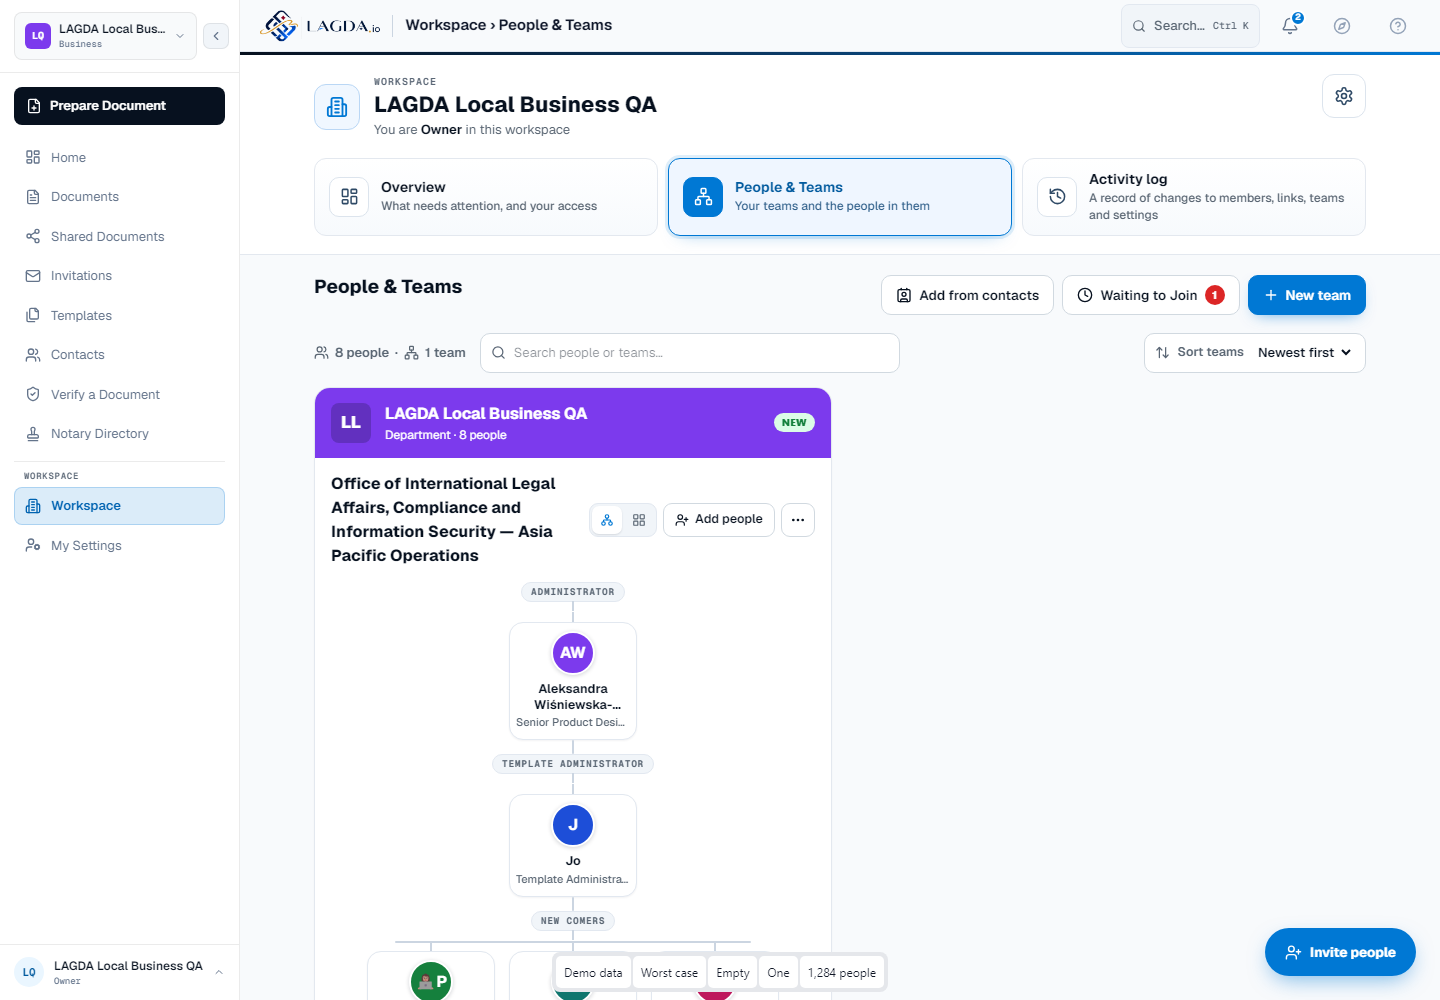 LQ
LAGDA Local Bus...
Business
Prepare Document
Home
Documents
Shared Documents
Invitations
Templates
Contacts
Verify a Document
Notary Directory
WORKSPACE
Workspace
My Settings
LQ
LAGDA Local Business QA
Owner
LAGDA.io
Workspace › People & Teams
Search... Ctrl K
2
WORKSPACE
LAGDA Local Business QA
You are Owner in this workspace
Overview
What needs attention, and your access
People & Teams
Your teams and the people in them
Activity log
A record of changes to members, links, teams
and settings
People & Teams
Add from contacts
Waiting to Join 1
New team
8 people · 1 team
Search people or teams...
Sort teams Newest first
LL
LAGDA Local Business QA
Department · 8 people
NEW
Office of International Legal
Affairs, Compliance and
Information Security — Asia
Pacific Operations
Add people
ADMINISTRATOR
AW
Aleksandra
Wiśniewska-...
Senior Product Desi...
TEMPLATE ADMINISTRATOR
J
Jo
Template Administra...
NEW COMERS
P
Demo data
Worst case
Empty
One
1,284 people
Invite people